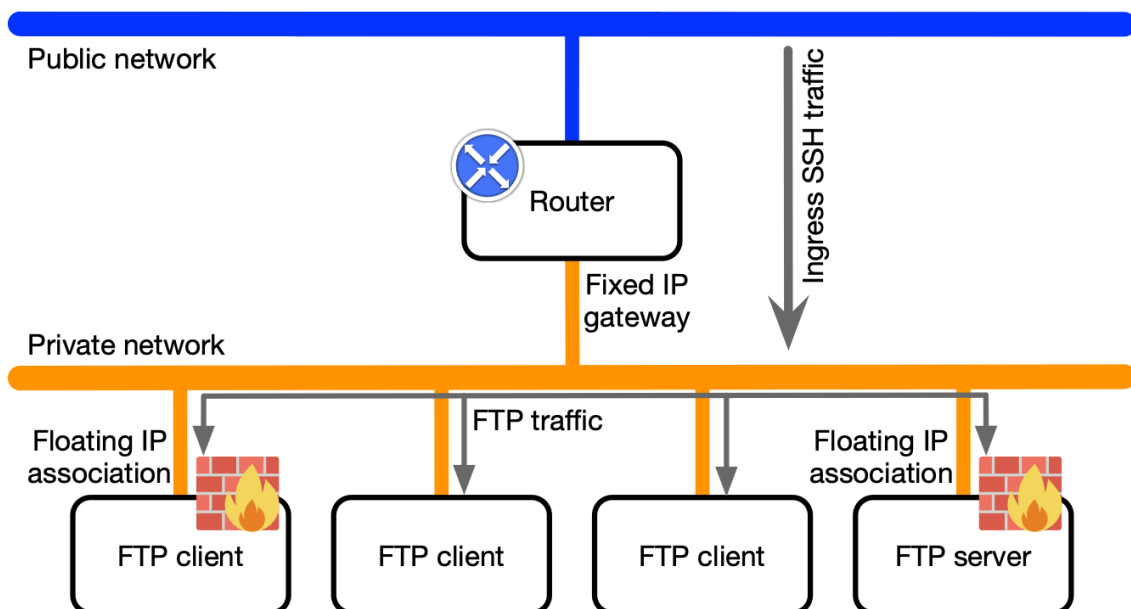 Public network
Ingress SSH traffic
Router
Fixed IP
gateway
Private network
FTP traffic
Floating IP
association
Floating IP
association
FTP client
FTP client
FTP client
FTP server